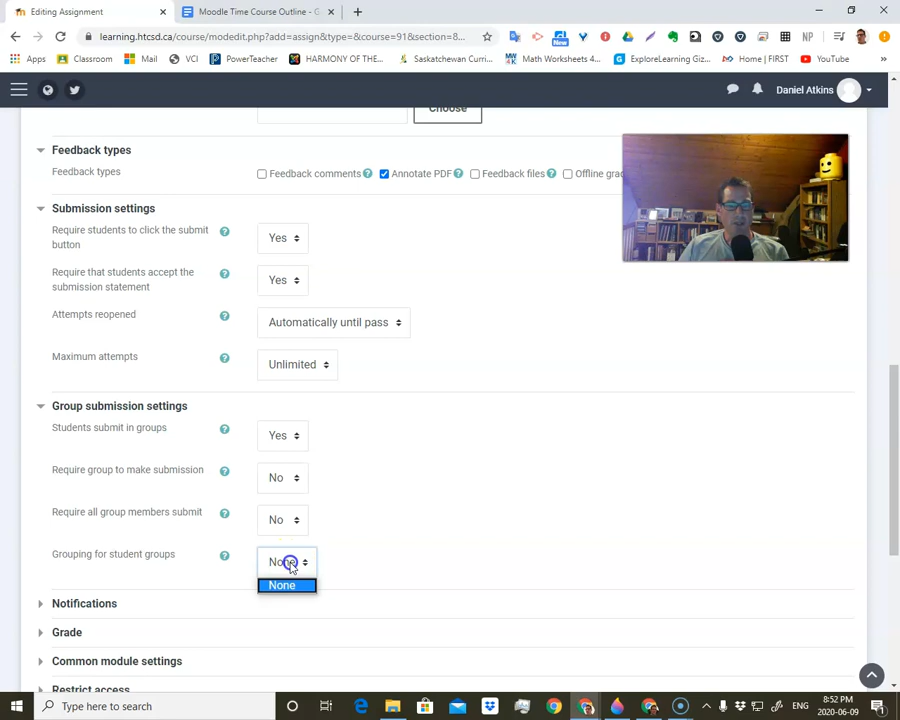 Editing Assignment
Moodle Time Course Outline - G
learning.htcsd.ca/course/modedit.php?add=assign&type=&course=91&section=8...
New
NP
Apps
Classroom
Mail
VCI
PowerTeacher
HARMONY OF THE...
Saskatchewan Curri...
Math Worksheets 4...
ExploreLearning Giz...
Home | FIRST
YouTube
»
Daniel Atkins
Choose
Feedback types
Feedback types
Feedback comments
Annotate PDF
Feedback files
Offline grad
Submission settings
Require students to click the submit
button
Yes
Require that students accept the
submission statement
Yes
Attempts reopened
Automatically until pass
Maximum attempts
Unlimited
Group submission settings
Students submit in groups
Yes
Require group to make submission
No
Require all group members submit
No
Grouping for student groups
None
None
Notifications
Grade
Common module settings
Restrict access
Type here to search
ENG
8:52 PM
2020-06-09